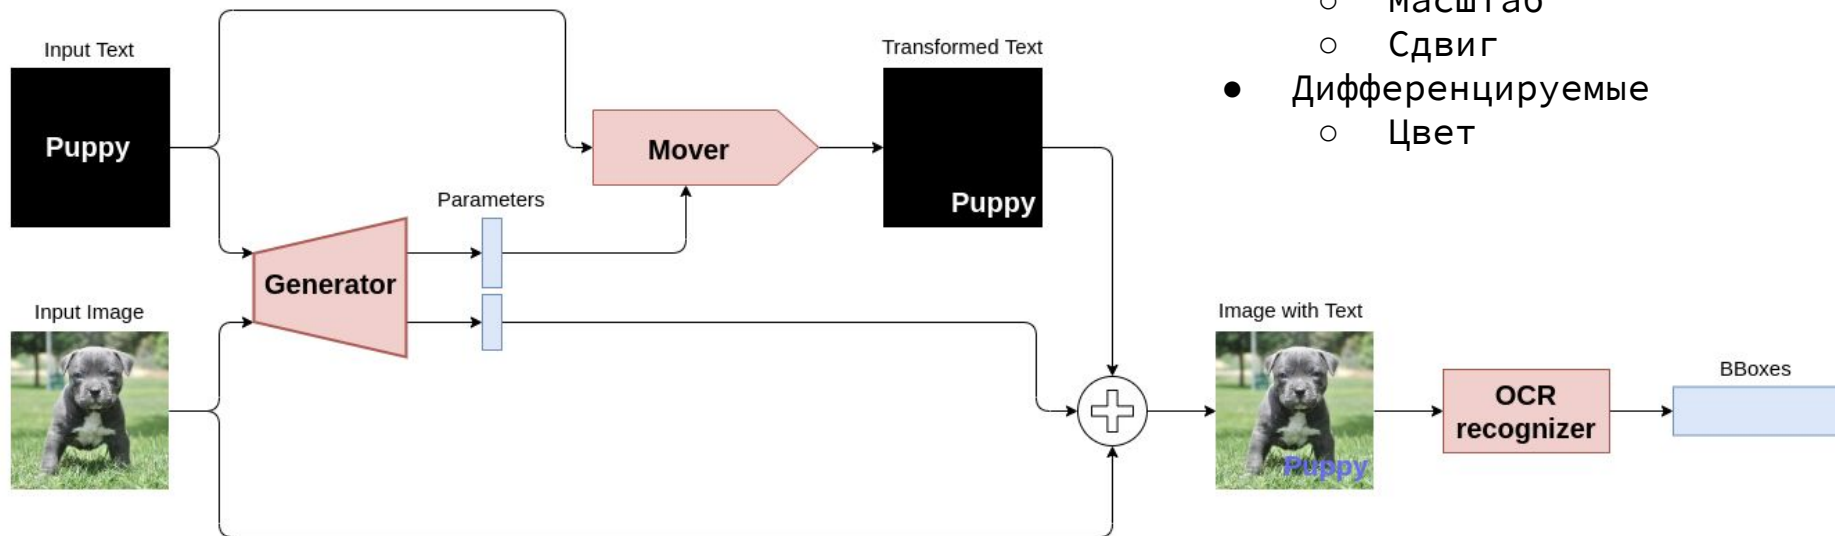 ○ Масштаб
○ Сдвиг
● Дифференцируемые
○ Цвет
Input Text
Puppy
Transformed Text
Puppy
Mover
Parameters
Generator
Input Image
Image with Text
Puppy
OCR
recognizer
BBoxes